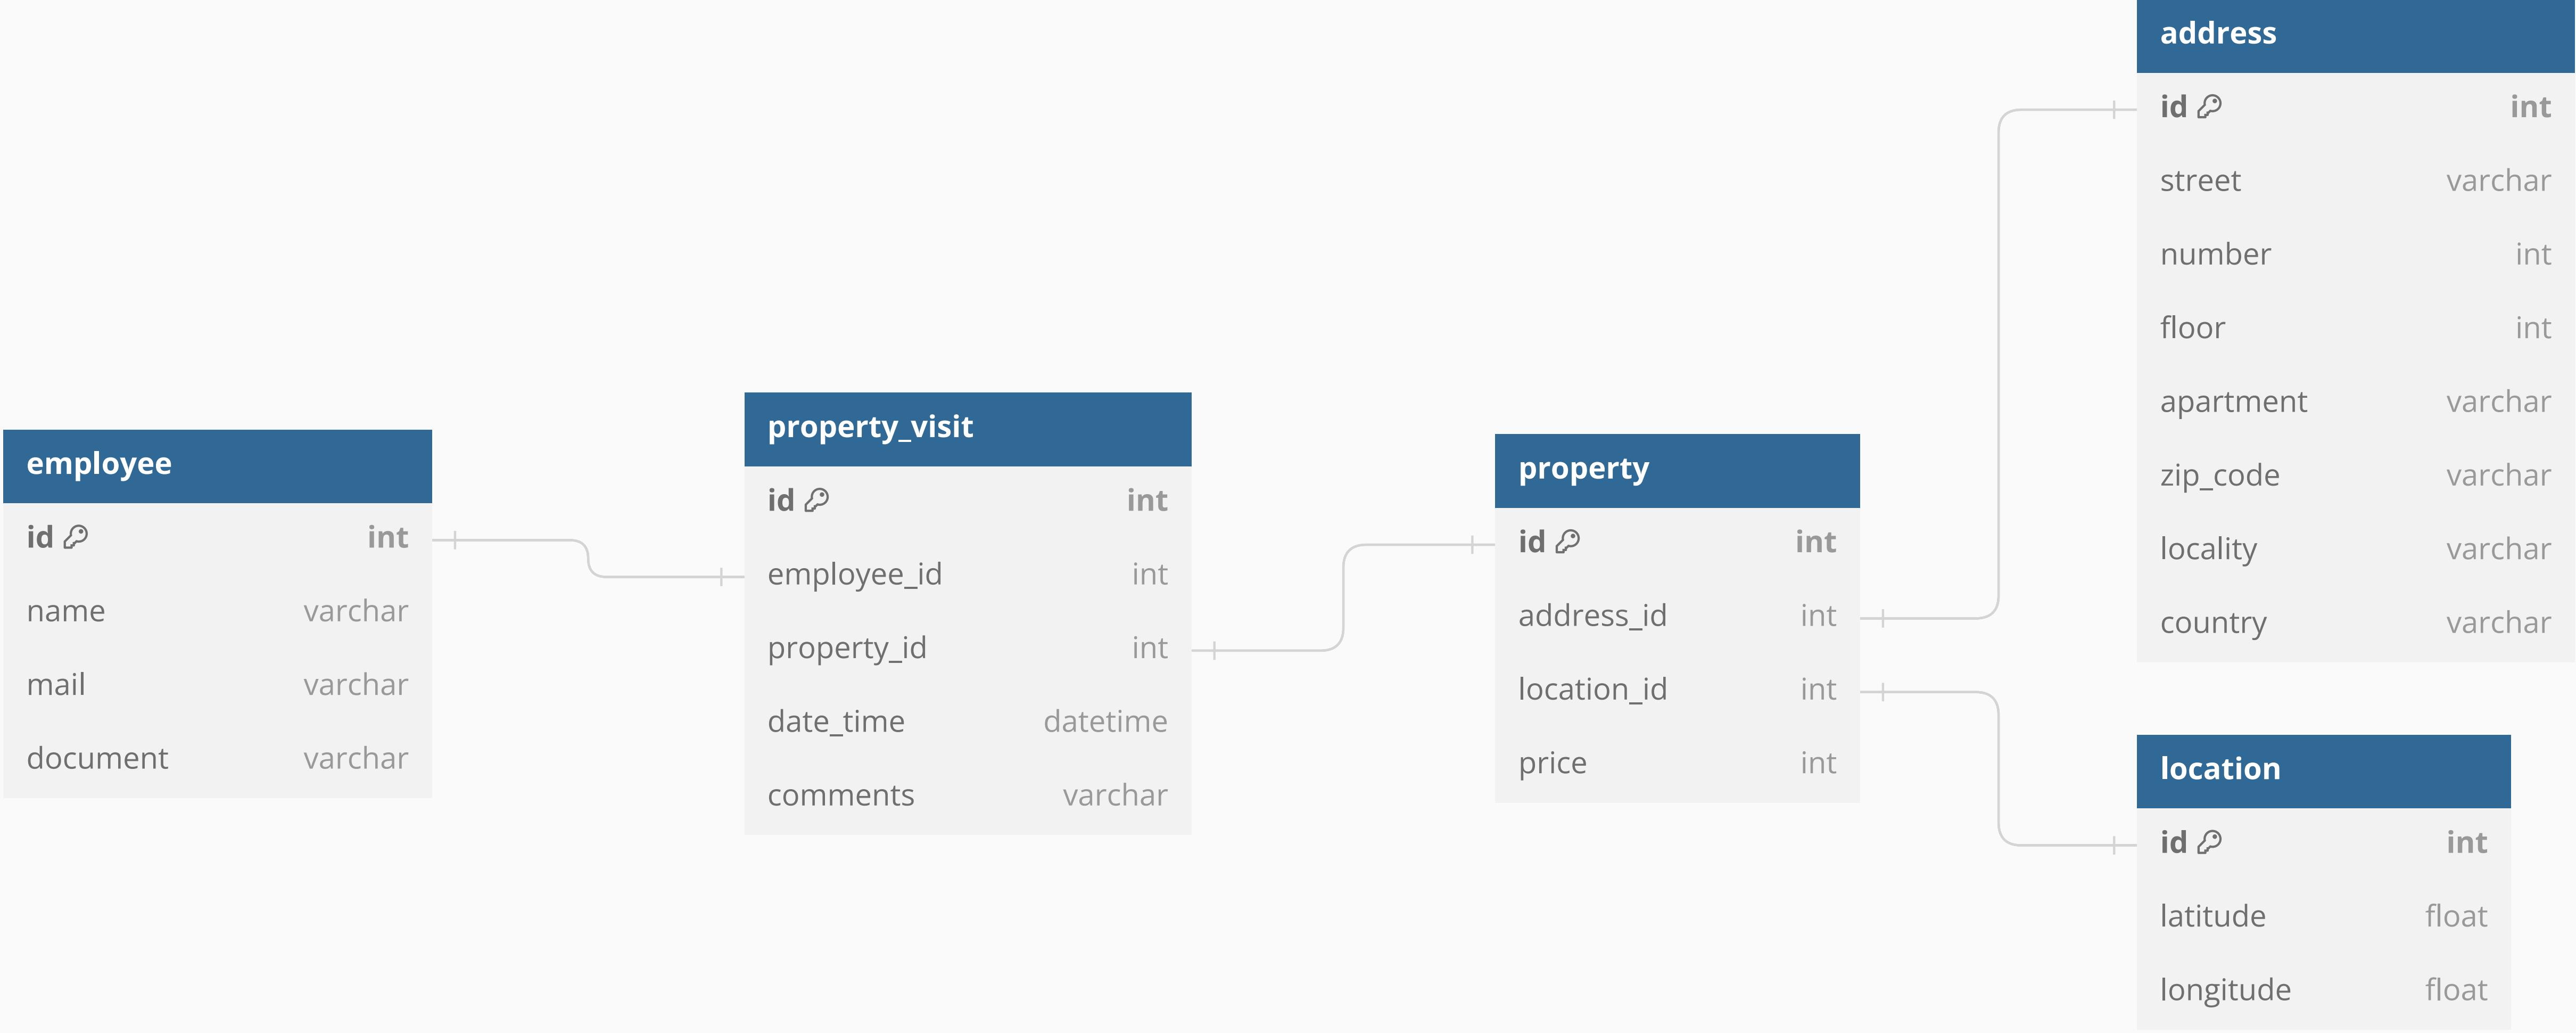 employee
id int
name varchar
mail varchar
document varchar
property_visit
id int
employee_id int
property_id int
date_time datetime
comments varchar
property
id int
address_id int
location_id int
price int
address
id int
street varchar
number int
floor int
apartment varchar
zip_code varchar
locality varchar
country varchar
location
id int
latitude float
longitude float